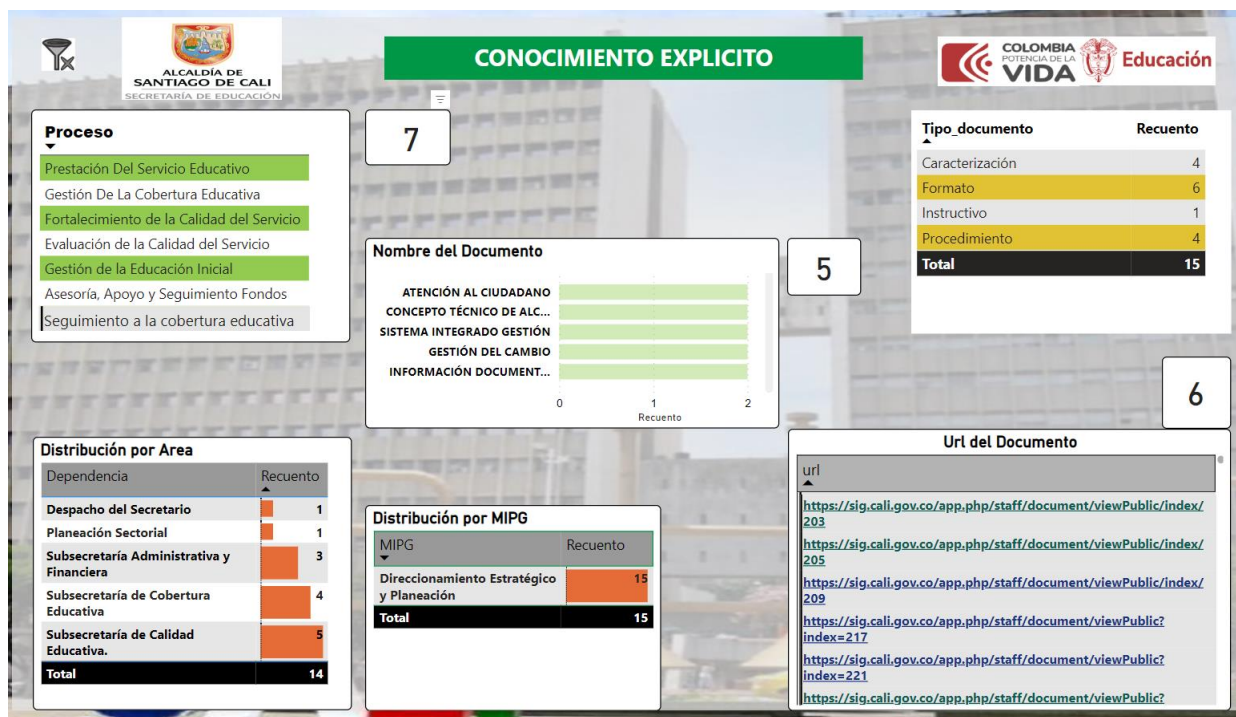 ALCALDÍA DE
SANTIAGO DE CALI
SECRETARÍA DE EDUCACIÓN
CONOCIMIENTO EXPLICITO
COLOMBIA
POTENCIA DE LA
VIDA
Educación
Proceso
Prestación Del Servicio Educativo
Gestión De La Cobertura Educativa
Fortalecimiento de la Calidad del Servicio
Evaluación de la Calidad del Servicio
Gestión de la Educación Inicial
Asesoría, Apoyo y Seguimiento Fondos
Seguimiento a la cobertura educativa
7
Tipo_documento Recuento
Caracterización 4
Formato 6
Instructivo 1
Procedimiento 4
Total 15
Nombre del Documento
ATENCIÓN AL CIUDADANO
CONCEPTO TÉCNICO DE ALC...
SISTEMA INTEGRADO GESTIÓN
GESTIÓN DEL CAMBIO
INFORMACIÓN DOCUMENT...
0 1 2
Recuento
5
6
Distribución por Area
Dependencia Recuento
Despacho del Secretario 1
Planeación Sectorial 1
Subsecretaría Administrativa y 3
Financiera
Subsecretaría de Cobertura 4
Educativa
Subsecretaría de Calidad 5
Educativa.
Total 14
Distribución por MIPG
MIPG Recuento
Direccionamiento Estratégico 15
y Planeación
Total 15
Url del Documento
url
https://sig.cali.gov.co/app.php/staff/document/viewPublic/index/
203
https://sig.cali.gov.co/app.php/staff/document/viewPublic/index/
205
https://sig.cali.gov.co/app.php/staff/document/viewPublic/index/
209
https://sig.cali.gov.co/app.php/staff/document/viewPublic?
index=217
https://sig.cali.gov.co/app.php/staff/document/viewPublic?
index=221
https://sig.cali.gov.co/app.php/staff/document/viewPublic?